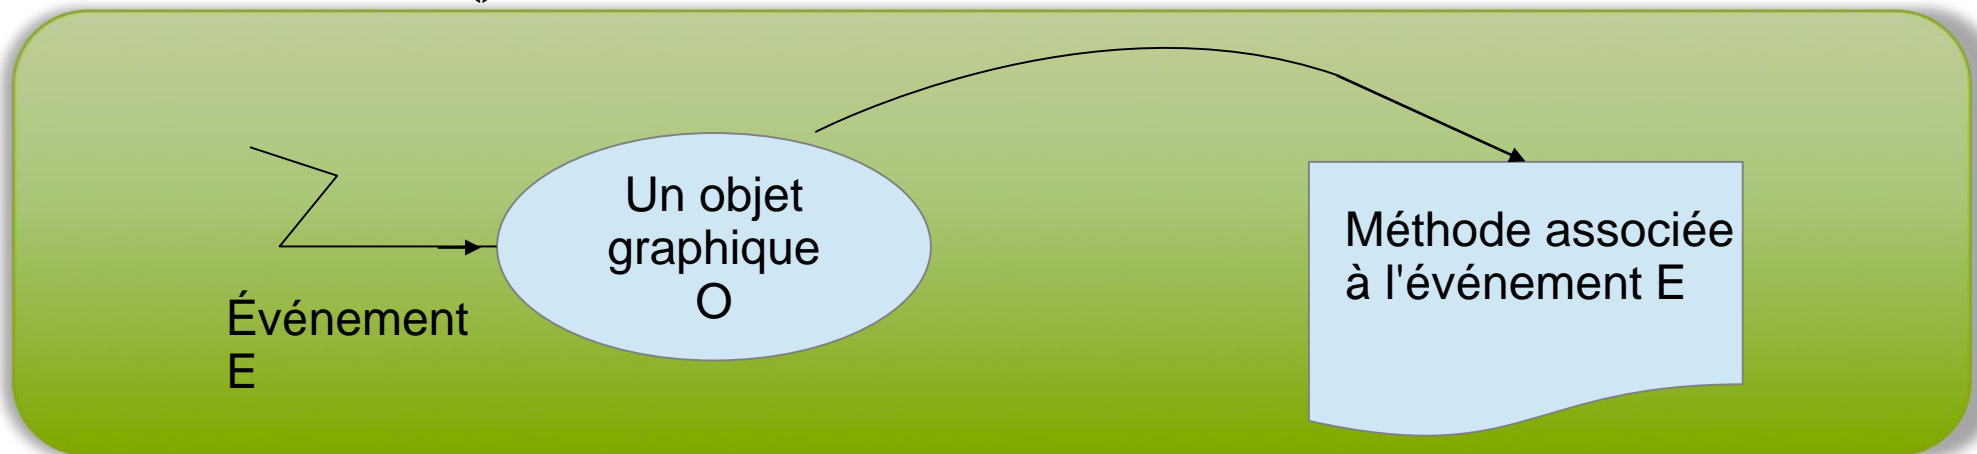 Un objet
graphique
O
Événement
E
Méthode associée
à l'événement E